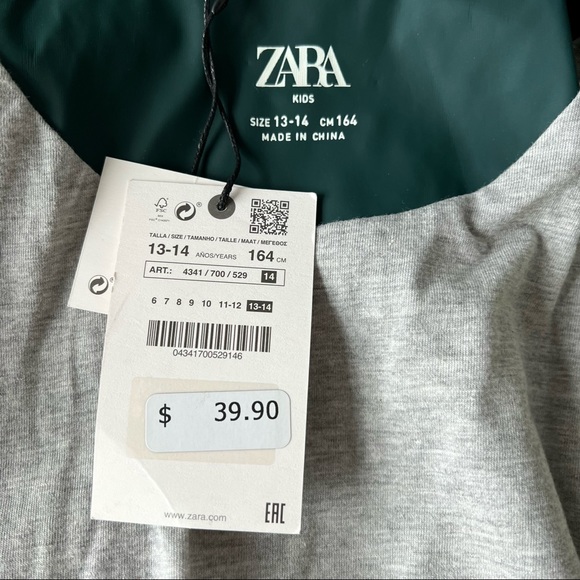 ZARA
KIDS
SIZE 13-14 CM 164
MADE IN CHINA
FSC
TALLA / SIZE / TAMANHO / TAILLE / MAAT / ΜΕΓΕΘΟΣ
13-14 AÑOS/YEARS 164 CM
ART.: 4341 / 700 / 529 14
6 7 8 9 10 11-12 13-14
04341700529146
$ 39.90
www.zara.com
EAC